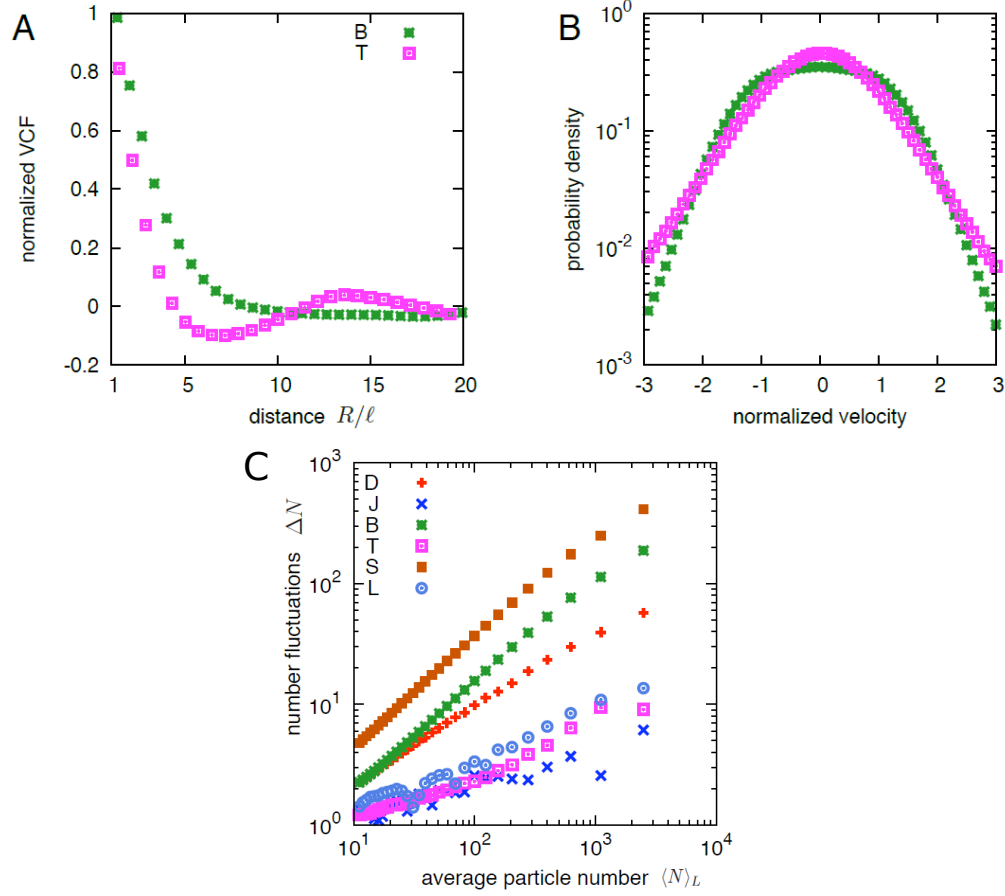 A
B
T
normalized VCF
1
0.8
0.6
0.4
0.2
0
-0.2
1
5
10
15
20
distance R/ℓ
B
probability density
10⁰
10⁻¹
10⁻²
10⁻³
-3
-2
-1
0
1
2
3
normalized velocity
C
D
J
B
T
S
L
number fluctuations ΔN
10³
10²
10¹
10⁰
10¹
10²
10³
10⁴
average particle number ⟨N⟩_L